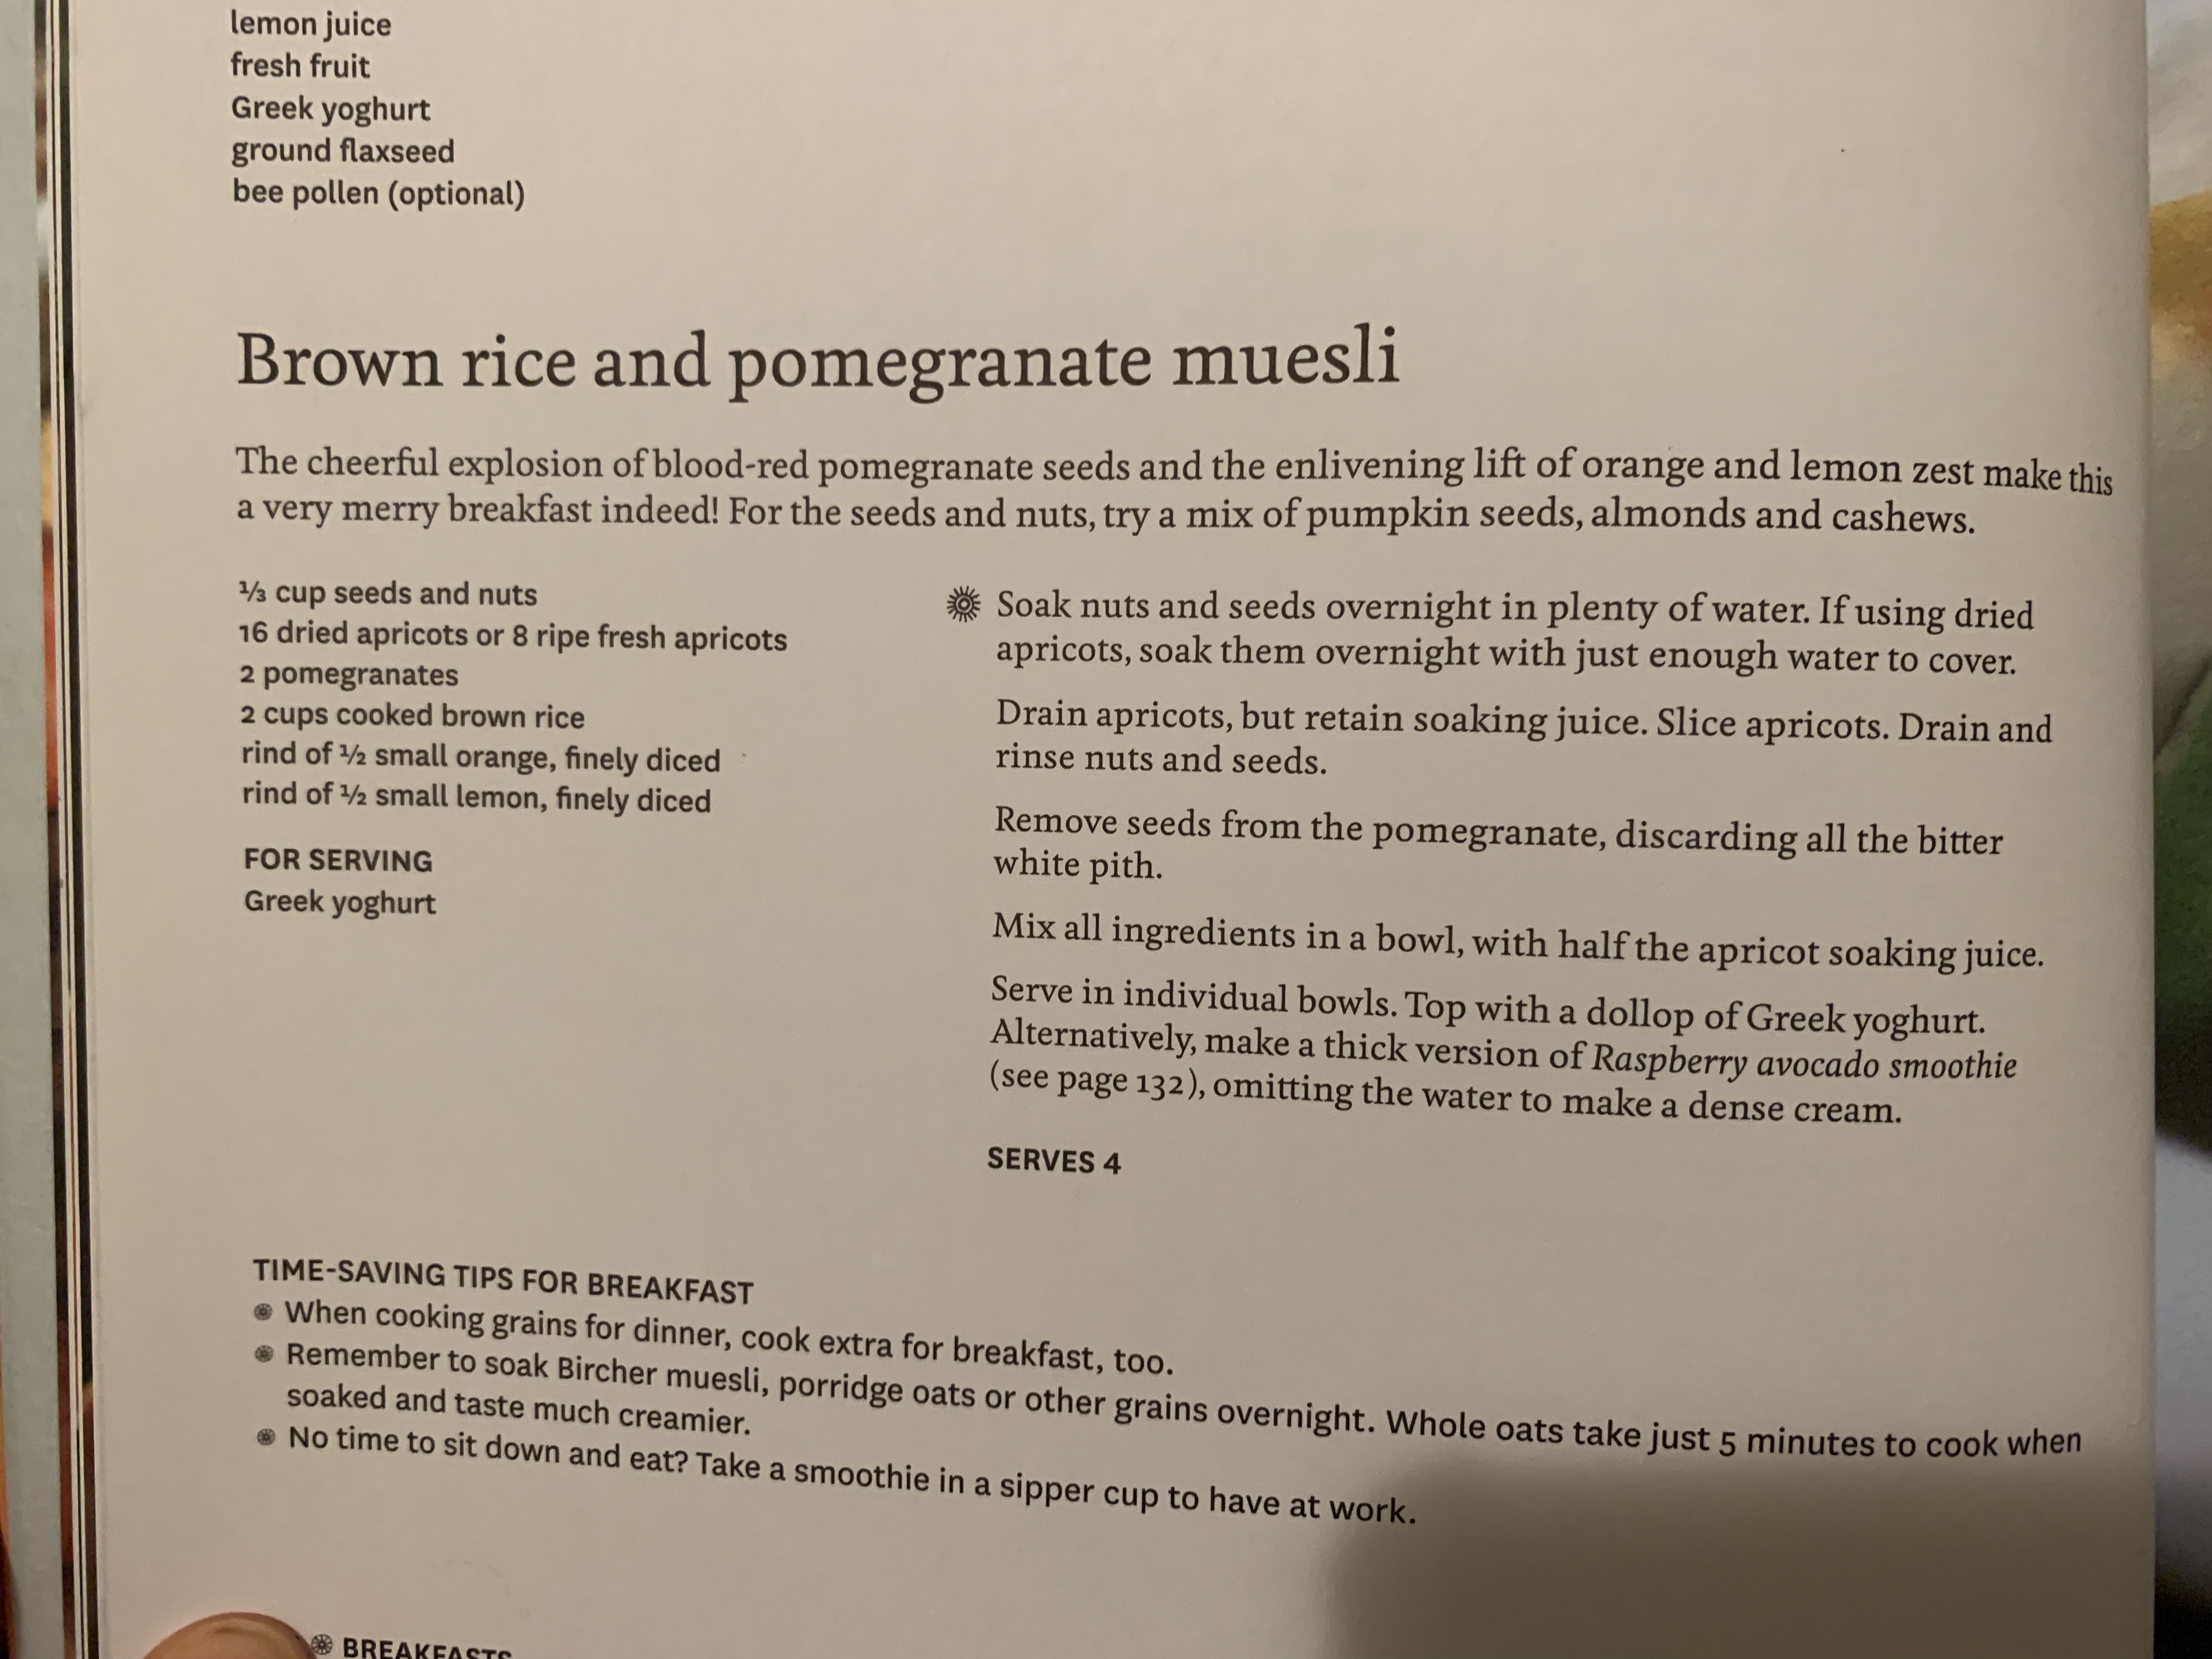 lemon juice
fresh fruit
Greek yoghurt
ground flaxseed
bee pollen (optional)
Brown rice and pomegranate muesli
The cheerful explosion of blood-red pomegranate seeds and the enlivening lift of orange and lemon zest make this
a very merry breakfast indeed! For the seeds and nuts, try a mix of pumpkin seeds, almonds and cashews.
⅓ cup seeds and nuts
16 dried apricots or 8 ripe fresh apricots
2 pomegranates
2 cups cooked brown rice
rind of ½ small orange, finely diced
rind of ½ small lemon, finely diced
FOR SERVING
Greek yoghurt
Soak nuts and seeds overnight in plenty of water. If using dried
apricots, soak them overnight with just enough water to cover.
Drain apricots, but retain soaking juice. Slice apricots. Drain and
rinse nuts and seeds.
Remove seeds from the pomegranate, discarding all the bitter
white pith.
Mix all ingredients in a bowl, with half the apricot soaking juice.
Serve in individual bowls. Top with a dollop of Greek yoghurt.
Alternatively, make a thick version of Raspberry avocado smoothie
(see page 132), omitting the water to make a dense cream.
SERVES 4
TIME-SAVING TIPS FOR BREAKFAST
When cooking grains for dinner, cook extra for breakfast, too.
Remember to soak Bircher muesli, porridge oats or other grains overnight. Whole oats take just 5 minutes to cook when
soaked and taste much creamier.
No time to sit down and eat? Take a smoothie in a sipper cup to have at work.
BREAKFASTS